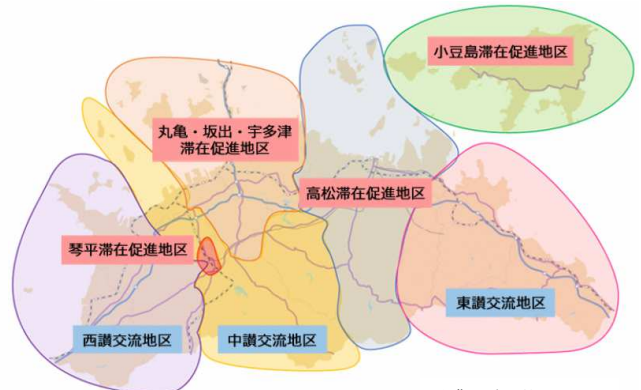 小豆島滞在促進地区
丸亀・坂出・宇多津
滞在促進地区
高松滞在促進地区
琴平滞在促進地区
東讃交流地区
西讃交流地区
中讃交流地区